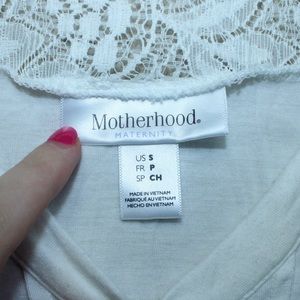 Motherhood.
MATERNITY
US S
FR P
SP CH
MADE IN VIETNAM
FABRIQUÉ AU VIETNAM
HECHO EN VIETNAM